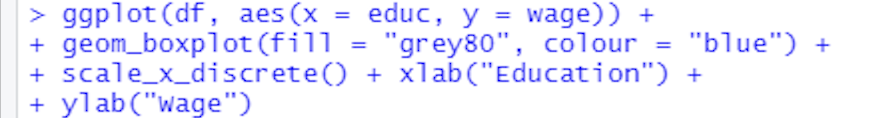 > ggplot(df, aes(x = educ, y = wage)) +
+ geom_boxplot(fill = "grey80", colour = "blue") +
+ scale_x_discrete() + xlab("Education") +
+ ylab("Wage")